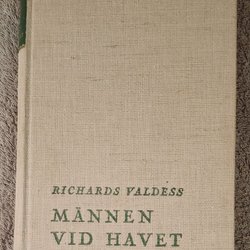 RICHARDS VALDESS
MÄNNEN
VID HAVET